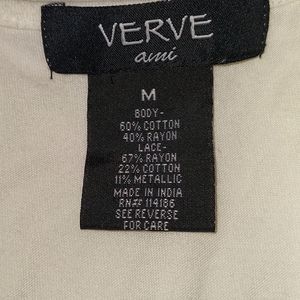 VERVE
ami
M
BODY-
60% COTTON
40% RAYON
LACE-
67% RAYON
22% COTTON
11% METALLIC
MADE IN INDIA
RN# 114186
SEE REVERSE
FOR CARE